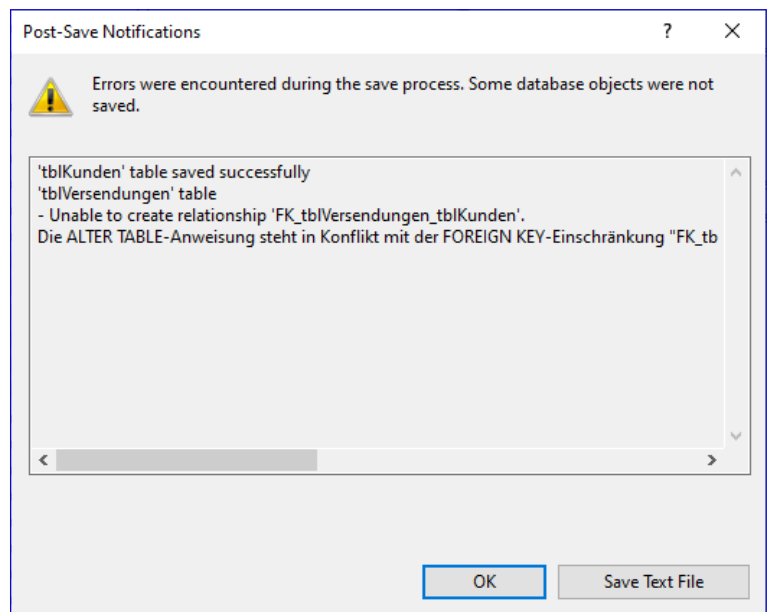 Post-Save Notifications
Errors were encountered during the save process. Some database objects were not
saved.
'tblKunden' table saved successfully
'tblVersendungen' table
- Unable to create relationship 'FK_tblVersendungen_tblKunden'.
Die ALTER TABLE-Anweisung steht in Konflikt mit der FOREIGN KEY-Einschränkung "FK_tb
OK
Save Text File